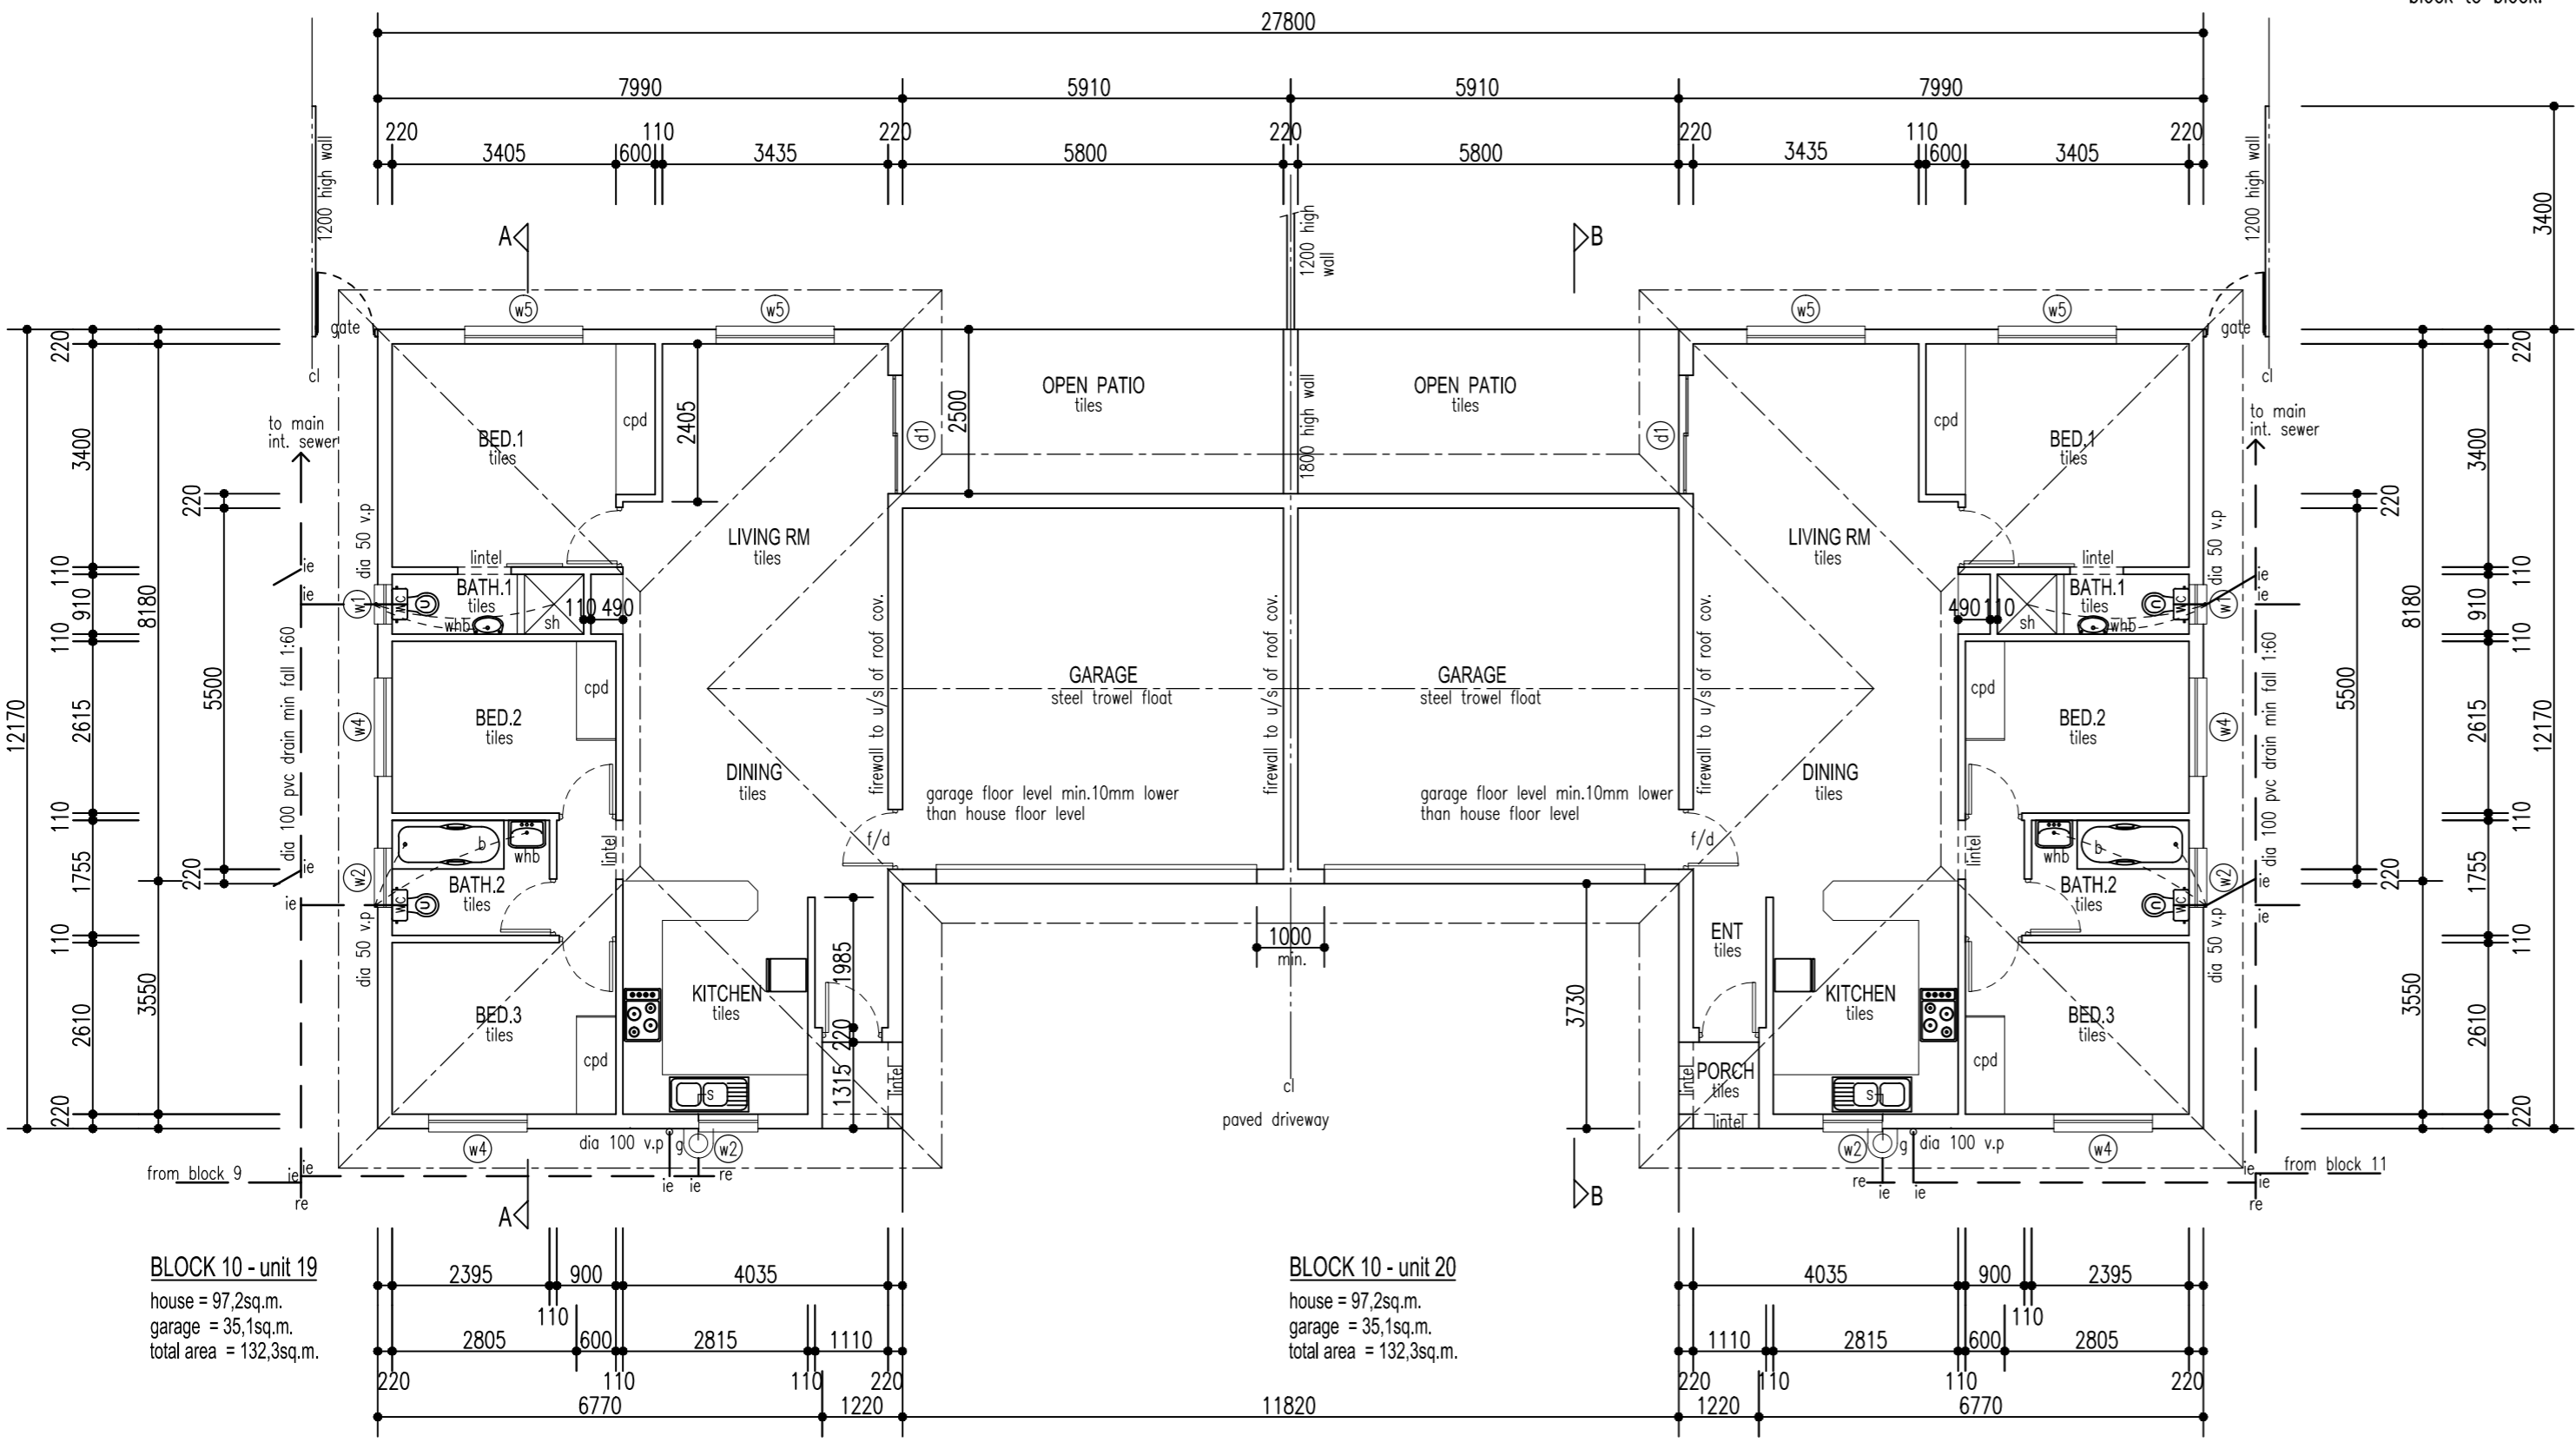 block to block.
27800
7990 5910 5910 7990
220 110 220 220 220 110 220
3405 600 3435 5800 5800 3435 600 3405
1200 high wall
1200 high
wall
1200 high wall
3400
A
B
w5
w5
w5
w5
gate
gate
cl
cl
220
220
to main
int. sewer
to main
int. sewer
OPEN PATIO
tiles
OPEN PATIO
tiles
1800 high wall
2500
2405
d1
d1
cpd
cpd
BED.1
tiles
BED.1
tiles
3400
3400
220
220
LIVING RM
tiles
LIVING RM
tiles
dia 50 v.p
dia 50 v.p
lintel
lintel
ie
ie
ie
ie
BATH.1
tiles
BATH.1
tiles
wc
wc
whb
whb
sh
sh
110 490
490 110
w1
w1
110
910
110
110
910
110
8180
8180
5500
5500
12170
12170
dia 100 pvc drain min fall 1:60
dia 100 pvc drain min fall 1:60
firewall to u/s of roof cov.
firewall to u/s of roof cov.
firewall to u/s of roof cov.
GARAGE
steel trowel float
GARAGE
steel trowel float
cpd
cpd
BED.2
tiles
BED.2
tiles
w4
w4
2615
2615
DINING
tiles
DINING
tiles
garage floor level min.10mm lower
than house floor level
garage floor level min.10mm lower
than house floor level
f/d
f/d
lintel
lintel
b
whb
whb
b
BATH.2
tiles
BATH.2
tiles
wc
wc
w2
w2
ie
ie
ie
ie
110
1755
110
110
1755
110
220
220
dia 50 v.p
dia 50 v.p
1000
min.
ENT
tiles
1985
220
1315
3730
KITCHEN
tiles
KITCHEN
tiles
BED.3
tiles
BED.3
tiles
cpd
cpd
3550
3550
2610
2610
220
220
PORCH
tiles
lintel
lintel
lintel
s
s
cl
paved driveway
w4
dia 100 v.p
g
w2
w2
g
dia 100 v.p
w4
from block 9
ie
ie
re
ie
ie
re
re
ie
ie
ie
ie
re
from block 11
A
B
BLOCK 10 - unit 19
house = 97,2sq.m.
garage = 35,1sq.m.
total area = 132,3sq.m.
2395 900 4035
110
2805 600 2815 1110
220 110 110 220
6770 1220 11820 1220 6770
BLOCK 10 - unit 20
house = 97,2sq.m.
garage = 35,1sq.m.
total area = 132,3sq.m.
4035 900 2395
110
1110 2815 600 2805
220 110 110 220